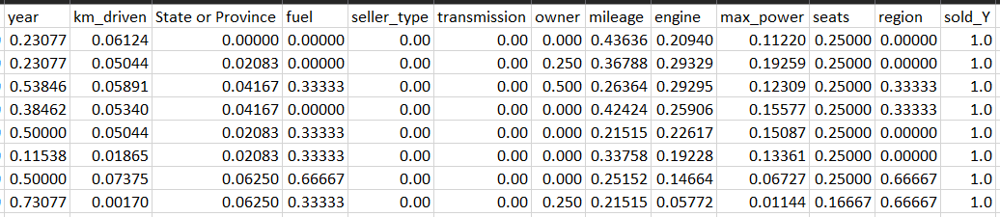 year km_driven State or Province fuel seller_type transmission owner mileage engine max_power seats region sold_Y
0.23077 0.06124 0.00000 0.00000 0.00 0.00 0.000 0.43636 0.20940 0.11220 0.25000 0.00000 1.0
0.23077 0.05044 0.02083 0.00000 0.00 0.00 0.250 0.36788 0.29329 0.19259 0.25000 0.00000 1.0
0.53846 0.05891 0.04167 0.33333 0.00 0.00 0.500 0.26364 0.29295 0.12309 0.25000 0.33333 1.0
0.38462 0.05340 0.04167 0.00000 0.00 0.00 0.000 0.42424 0.25906 0.15577 0.25000 0.33333 1.0
0.50000 0.05044 0.02083 0.33333 0.00 0.00 0.000 0.21515 0.22617 0.15087 0.25000 0.00000 1.0
0.11538 0.01865 0.02083 0.33333 0.00 0.00 0.000 0.33758 0.19228 0.13361 0.25000 0.00000 1.0
0.50000 0.07375 0.06250 0.66667 0.00 0.00 0.000 0.25152 0.14664 0.06727 0.25000 0.66667 1.0
0.73077 0.00170 0.06250 0.33333 0.00 0.00 0.250 0.21515 0.05772 0.01144 0.16667 0.66667 1.0